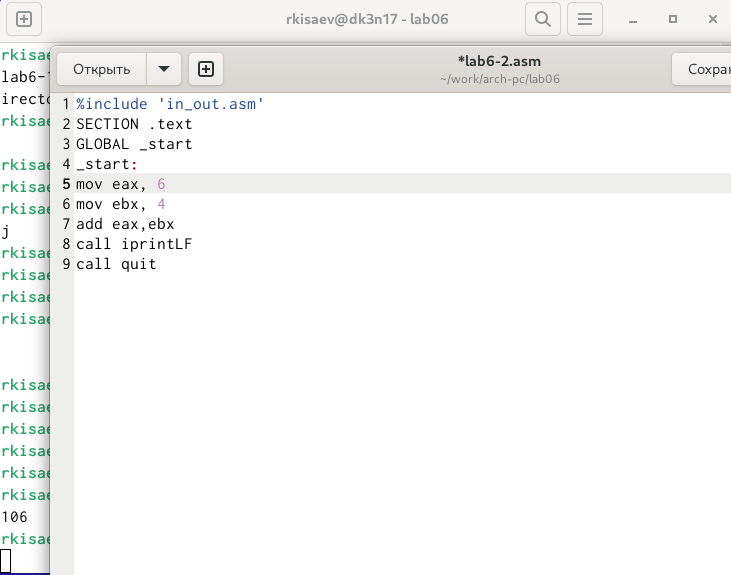 rkisaev@dk3n17 - lab06
rkisae
lab6-
irecto
rkisae
rkisae
rkisae
rkisae
j
rkisae
rkisae
rkisae
rkisae
rkisae
rkisae
rkisae
rkisae
rkisae
rkisae
106
rkisae
Открыть
*lab6-2.asm
~/work/arch-pc/lab06
Сохра
1 %include 'in_out.asm'
2 SECTION .text
3 GLOBAL _start
4 _start:
5 mov eax, 6
6 mov ebx, 4
7 add eax,ebx
8 call iprintLF
9 call quit